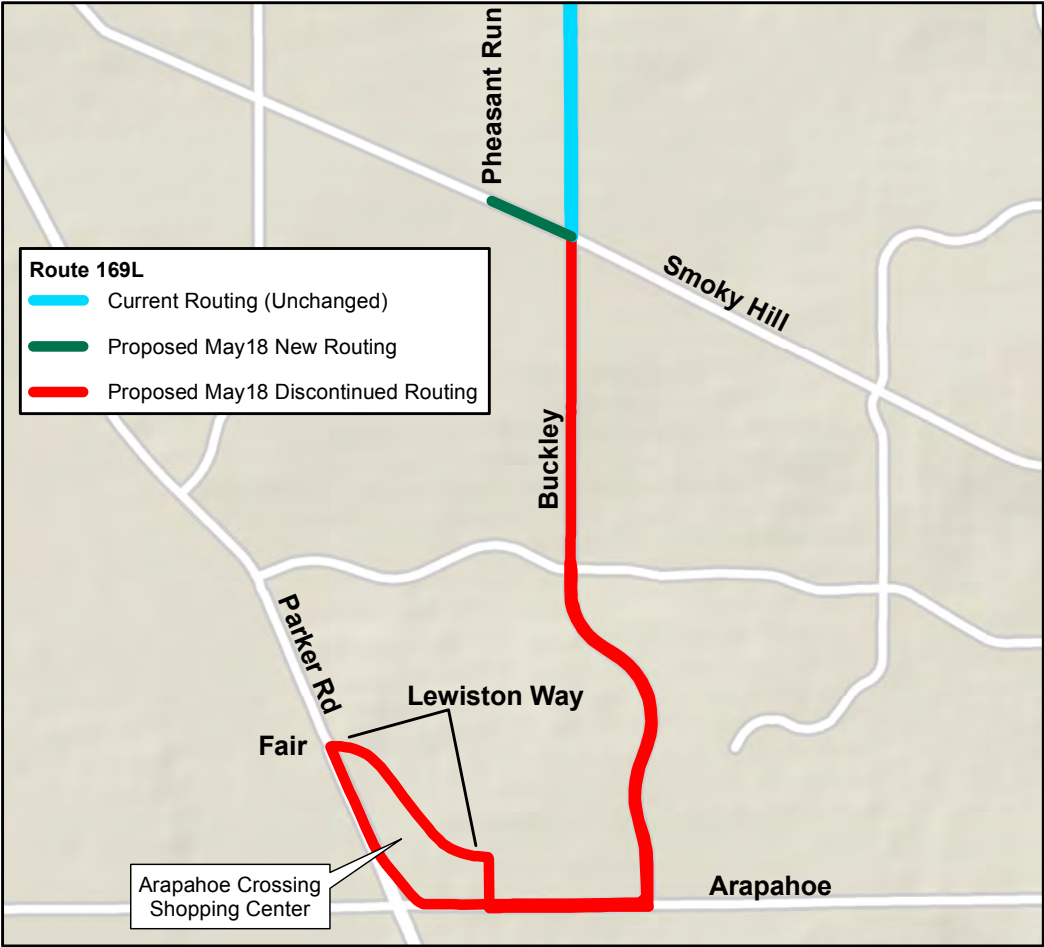 Pheasant Run
Route 169L
Current Routing (Unchanged)
Proposed May18 New Routing
Proposed May18 Discontinued Routing
Smoky Hill
Buckley
Parker Rd
Lewiston Way
Fair
Arapahoe Crossing
Shopping Center
Arapahoe